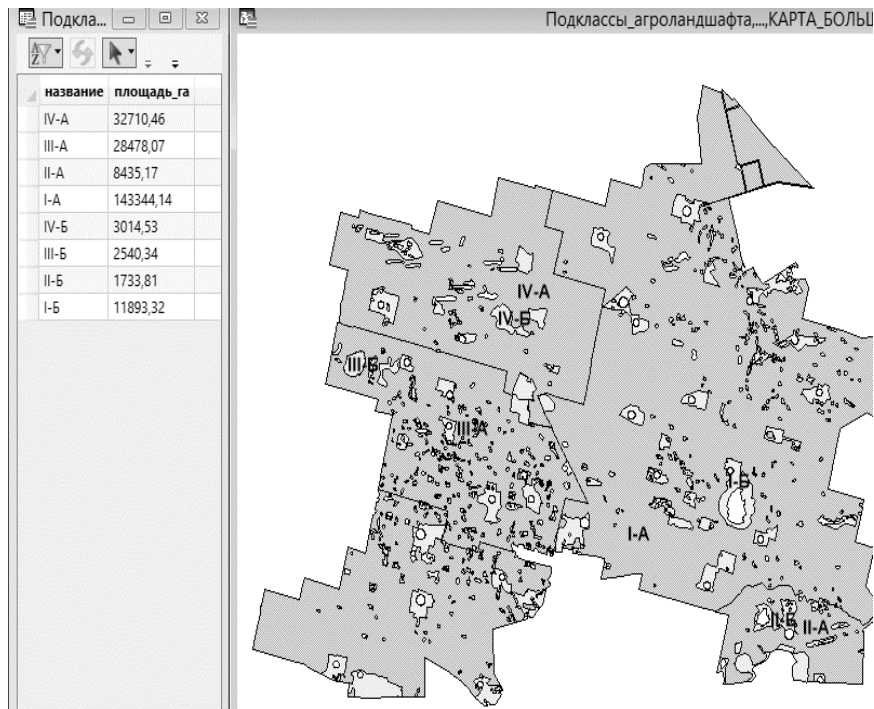 Подкла...
Подклассы_агроландшафта,...,КАРТА_БОЛЬШ
название площадь_га
IV-А 32710,46
III-А 28478,07
II-А 8435,17
I-А 143344,14
IV-Б 3014,53
III-Б 2540,34
II-Б 1733,81
I-Б 11893,32
IV-А
IV-Б
III-Б
III-А
I-Б
I-А
II-Б
II-А